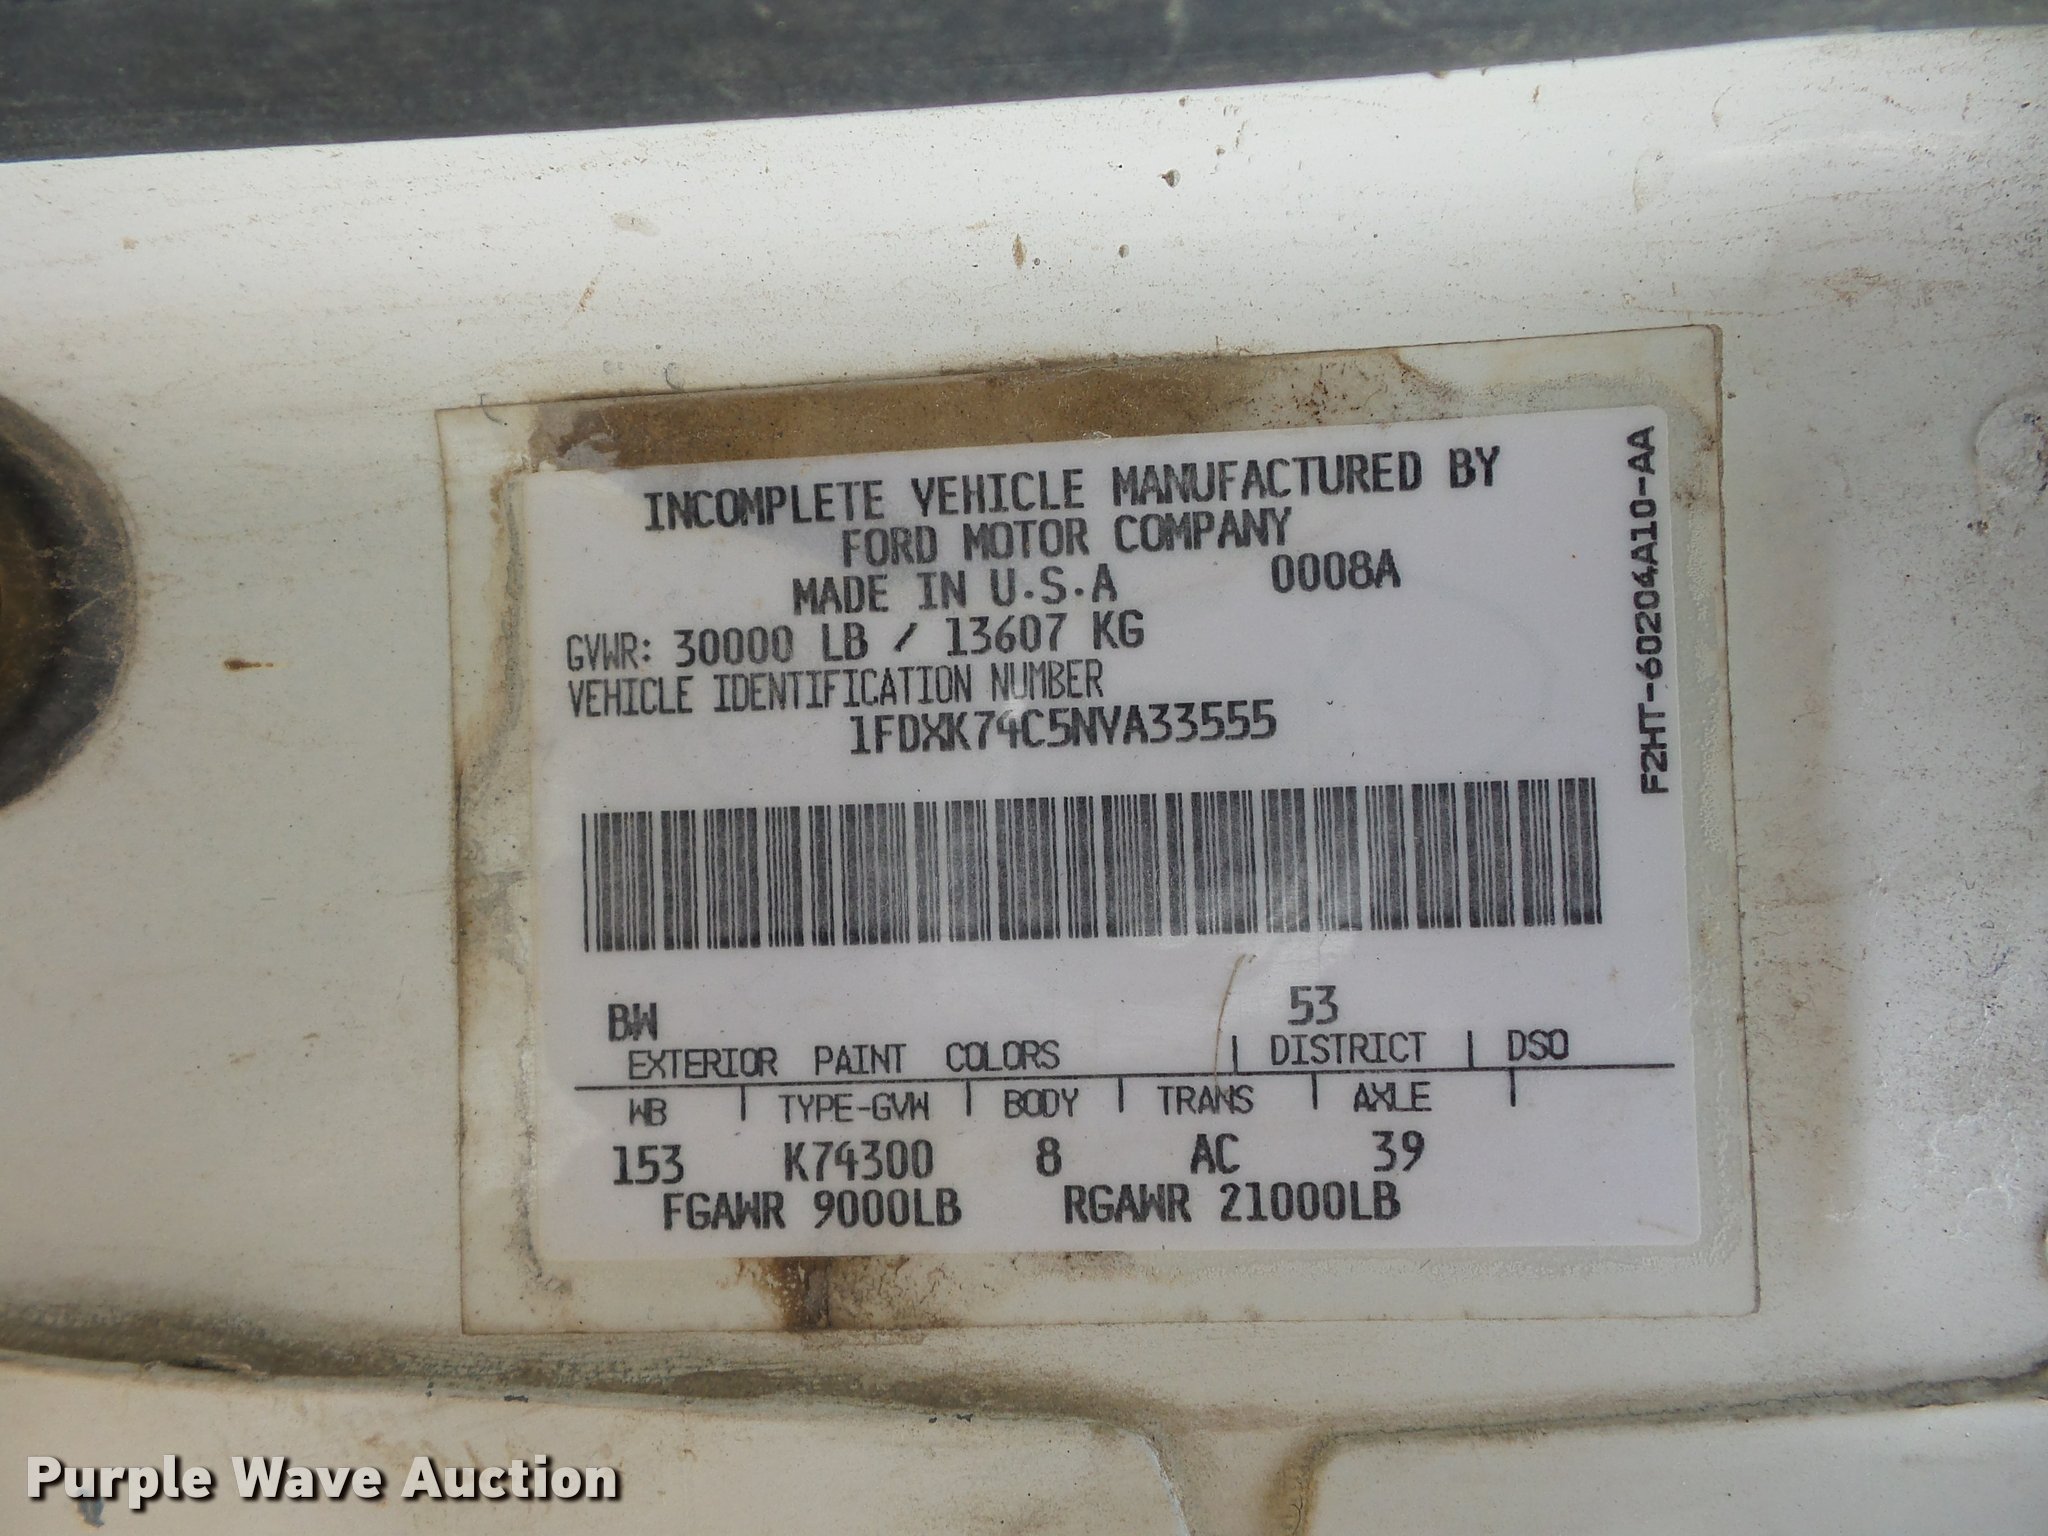 INCOMPLETE VEHICLE MANUFACTURED BY
FORD MOTOR COMPANY
MADE IN U.S.A 0008A
GVWR: 30000 LB / 13607 KG
VEHICLE IDENTIFICATION NUMBER
1FDXK74C5NVA33555
F2HT-60204A10-AA
BW 53
EXTERIOR PAINT COLORS | DISTRICT | DSO
WB | TYPE-GVW | BODY | TRANS | AXLE |
153 K74300 8 AC 39
FGAWR 9000LB RGAWR 21000LB
Purple Wave Auction